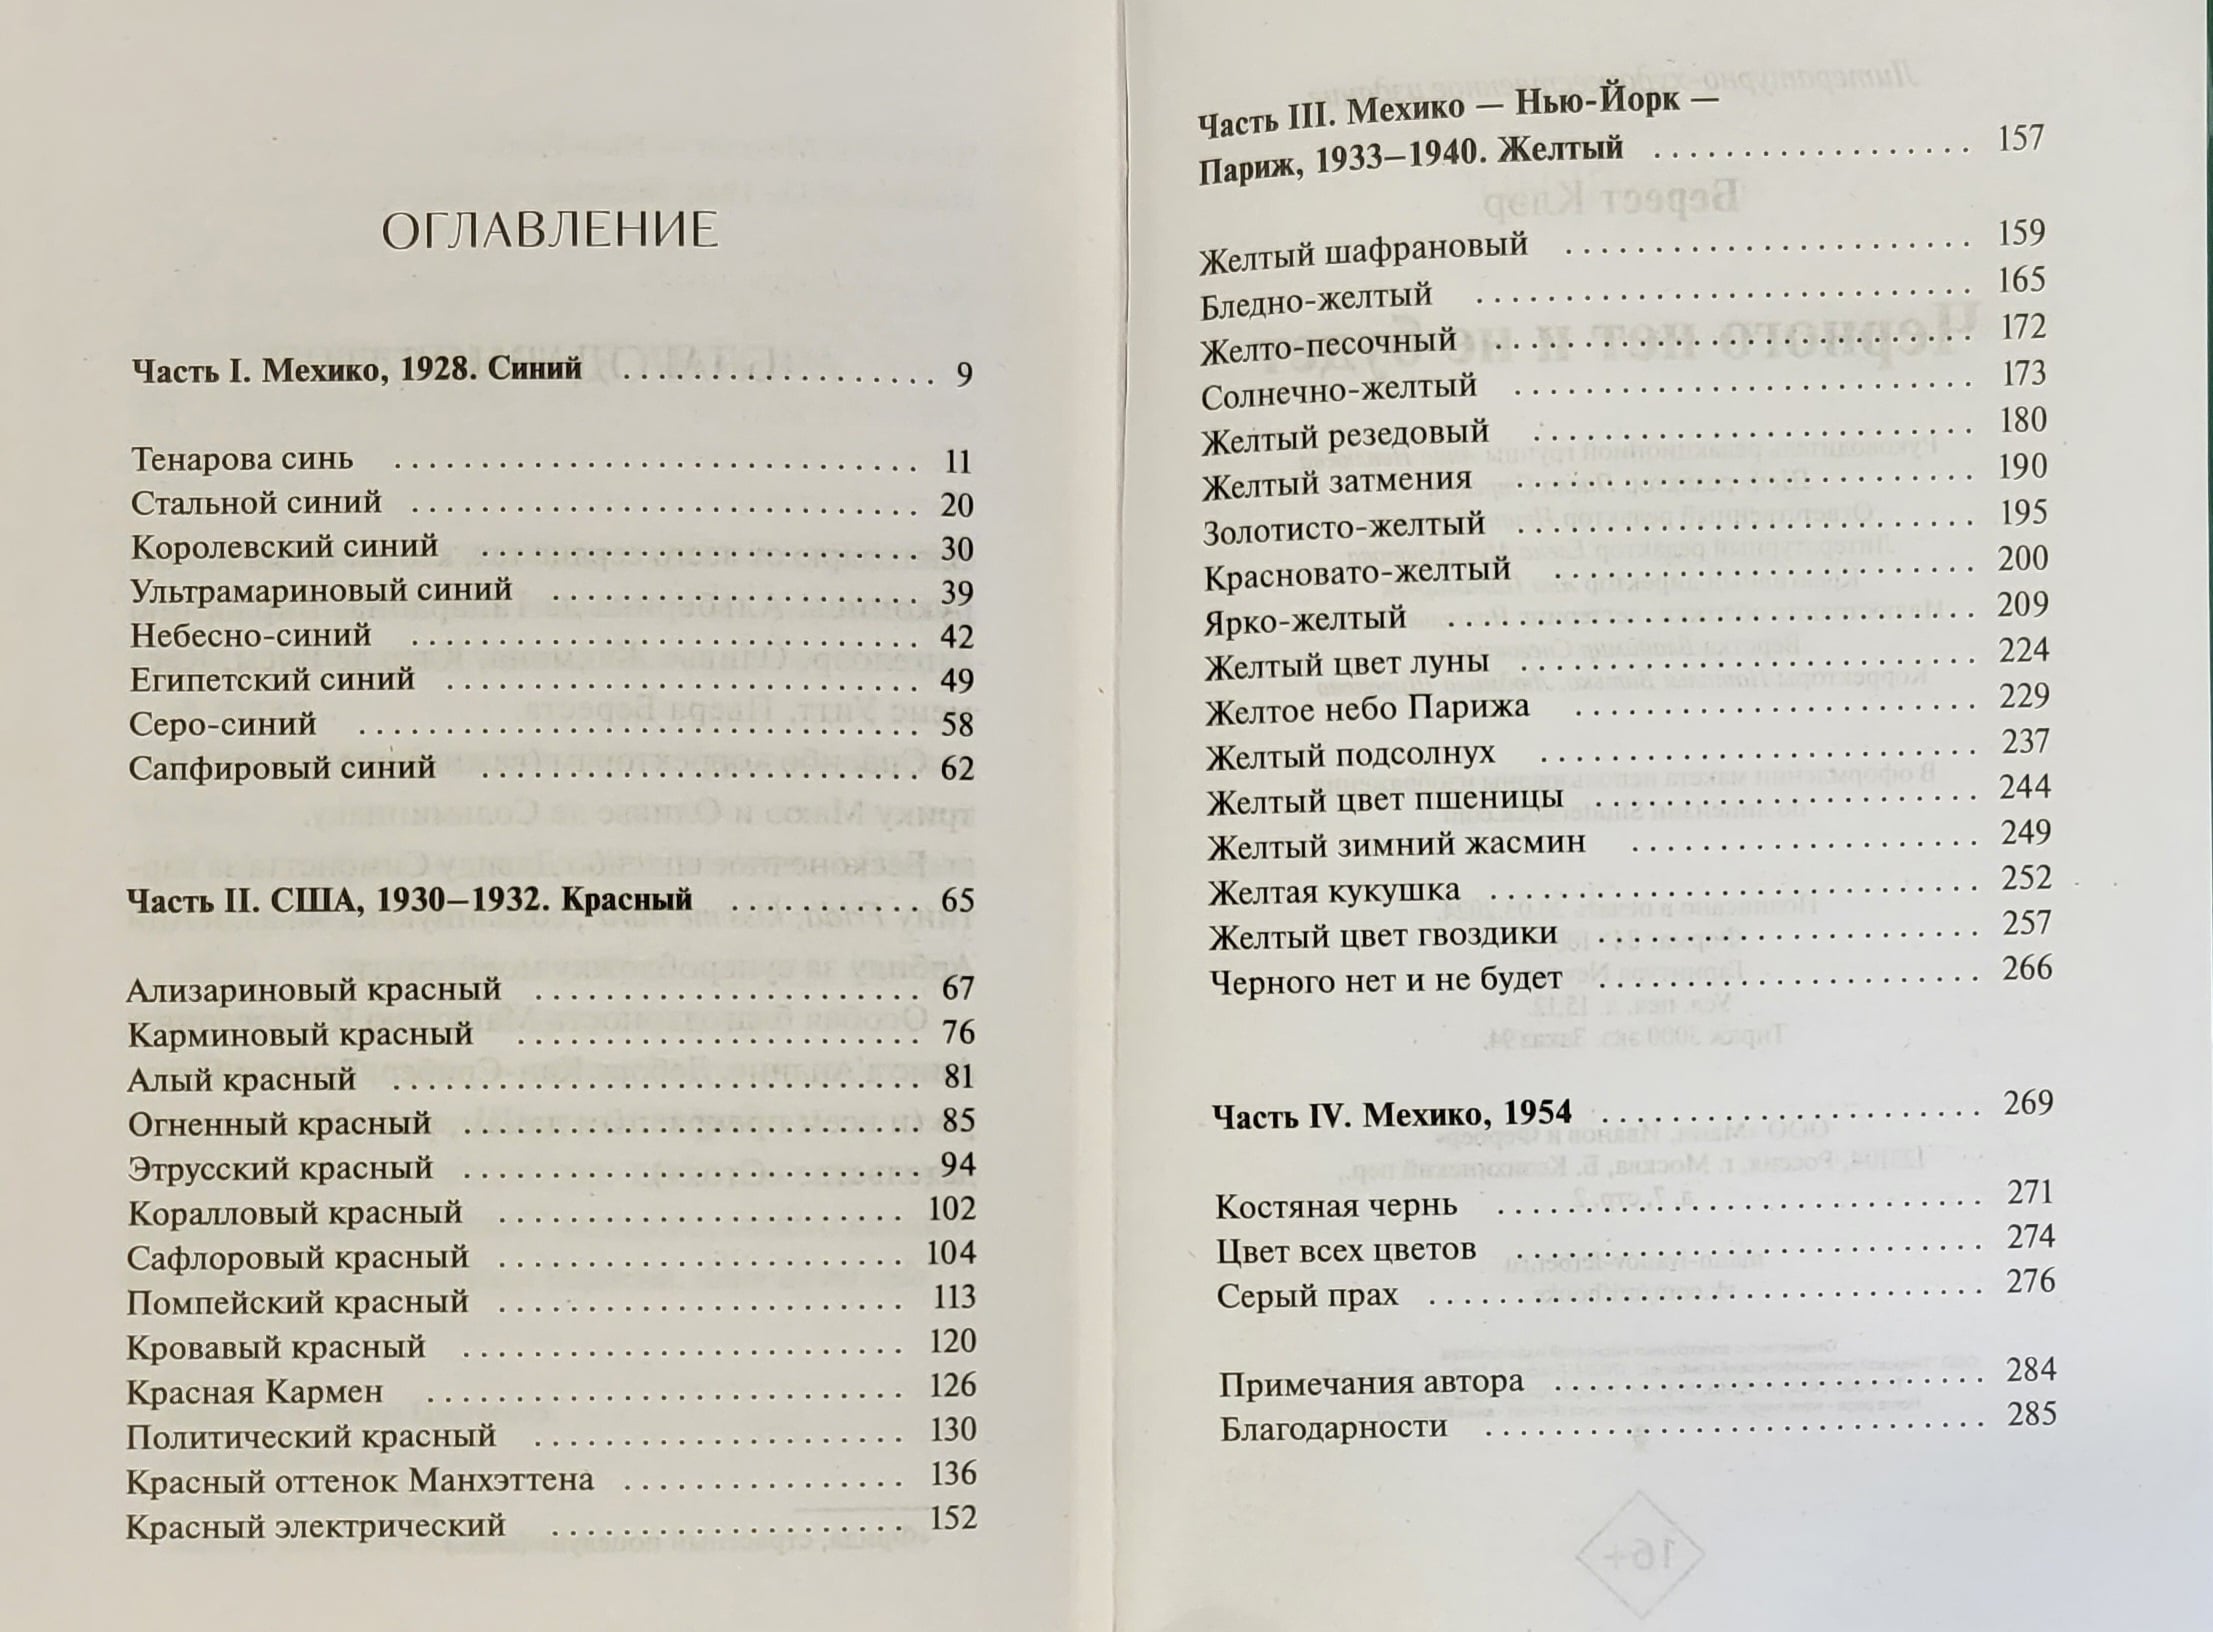 ОГЛАВЛЕНИЕ
Часть I. Мехико, 1928. Синий . . . . . . . . . . . . . . . . . . 9
Тенарова синь . . . . . . . . . . . . . . . . . . . . . . . . . . . . . . 11
Стальной синий . . . . . . . . . . . . . . . . . . . . . . . . . . . . . 20
Королевский синий . . . . . . . . . . . . . . . . . . . . . . . . . 30
Ультрамариновый синий . . . . . . . . . . . . . . . . . . . . . 39
Небесно-синий . . . . . . . . . . . . . . . . . . . . . . . . . . . . . 42
Египетский синий . . . . . . . . . . . . . . . . . . . . . . . . . . . 49
Серо-синий . . . . . . . . . . . . . . . . . . . . . . . . . . . . . . . . 58
Сапфировый синий . . . . . . . . . . . . . . . . . . . . . . . . . 62
Часть II. США, 1930–1932. Красный . . . . . . . . . . . 65
Ализариновый красный . . . . . . . . . . . . . . . . . . . . . . 67
Карминовый красный . . . . . . . . . . . . . . . . . . . . . . . 76
Алый красный . . . . . . . . . . . . . . . . . . . . . . . . . . . . . . 81
Огненный красный . . . . . . . . . . . . . . . . . . . . . . . . . . 85
Этрусский красный . . . . . . . . . . . . . . . . . . . . . . . . . . 94
Коралловый красный . . . . . . . . . . . . . . . . . . . . . . . 102
Сафлоровый красный . . . . . . . . . . . . . . . . . . . . . . . 104
Помпейский красный . . . . . . . . . . . . . . . . . . . . . . . 113
Кровавый красный . . . . . . . . . . . . . . . . . . . . . . . . . 120
Красная Кармен . . . . . . . . . . . . . . . . . . . . . . . . . . . 126
Политический красный . . . . . . . . . . . . . . . . . . . . . 130
Красный оттенок Манхэттена . . . . . . . . . . . . . . . . 136
Красный электрический . . . . . . . . . . . . . . . . . . . . 152
Часть III. Мехико — Нью-Йорк —
Париж, 1933–1940. Желтый . . . . . . . . . . . . . . . . . . 157
Желтый шафрановый . . . . . . . . . . . . . . . . . . . . . . . 159
Бледно-желтый . . . . . . . . . . . . . . . . . . . . . . . . . . . . 165
Желто-песочный . . . . . . . . . . . . . . . . . . . . . . . . . . . 172
Солнечно-желтый . . . . . . . . . . . . . . . . . . . . . . . . . . 173
Желтый резедовый . . . . . . . . . . . . . . . . . . . . . . . . . 180
Желтый затмения . . . . . . . . . . . . . . . . . . . . . . . . . . 190
Золотисто-желтый . . . . . . . . . . . . . . . . . . . . . . . . . . 195
Красновато-желтый . . . . . . . . . . . . . . . . . . . . . . . . 200
Ярко-желтый . . . . . . . . . . . . . . . . . . . . . . . . . . . . . . 209
Желтый цвет луны . . . . . . . . . . . . . . . . . . . . . . . . . . 224
Желтое небо Парижа . . . . . . . . . . . . . . . . . . . . . . . 229
Желтый подсолнух . . . . . . . . . . . . . . . . . . . . . . . . . 237
Желтый цвет пшеницы . . . . . . . . . . . . . . . . . . . . . . 244
Желтый зимний жасмин . . . . . . . . . . . . . . . . . . . . 249
Желтая кукушка . . . . . . . . . . . . . . . . . . . . . . . . . . . . 252
Желтый цвет гвоздики . . . . . . . . . . . . . . . . . . . . . . 257
Черного нет и не будет . . . . . . . . . . . . . . . . . . . . . . 266
Часть IV. Мехико, 1954 . . . . . . . . . . . . . . . . . . . . . . 269
Костяная чернь . . . . . . . . . . . . . . . . . . . . . . . . . . . . 271
Цвет всех цветов . . . . . . . . . . . . . . . . . . . . . . . . . . . 274
Серый прах . . . . . . . . . . . . . . . . . . . . . . . . . . . . . . . . 276
Примечания автора . . . . . . . . . . . . . . . . . . . . . . . . . 284
Благодарности . . . . . . . . . . . . . . . . . . . . . . . . . . . . . 285